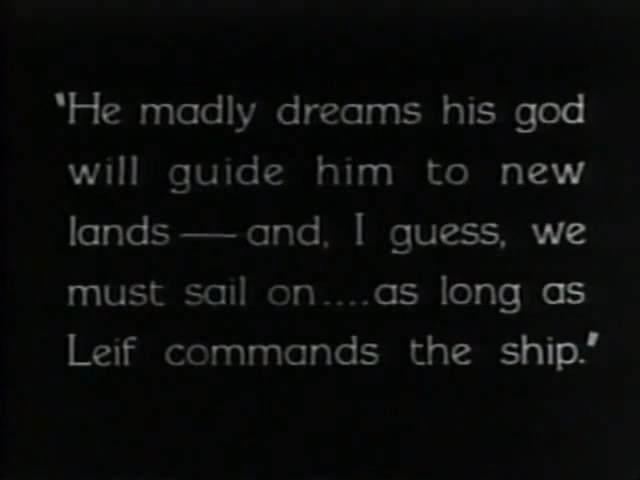 "He madly dreams his god
will guide him to new
lands — and, I guess, we
must sail on....as long as
Leif commands the ship."